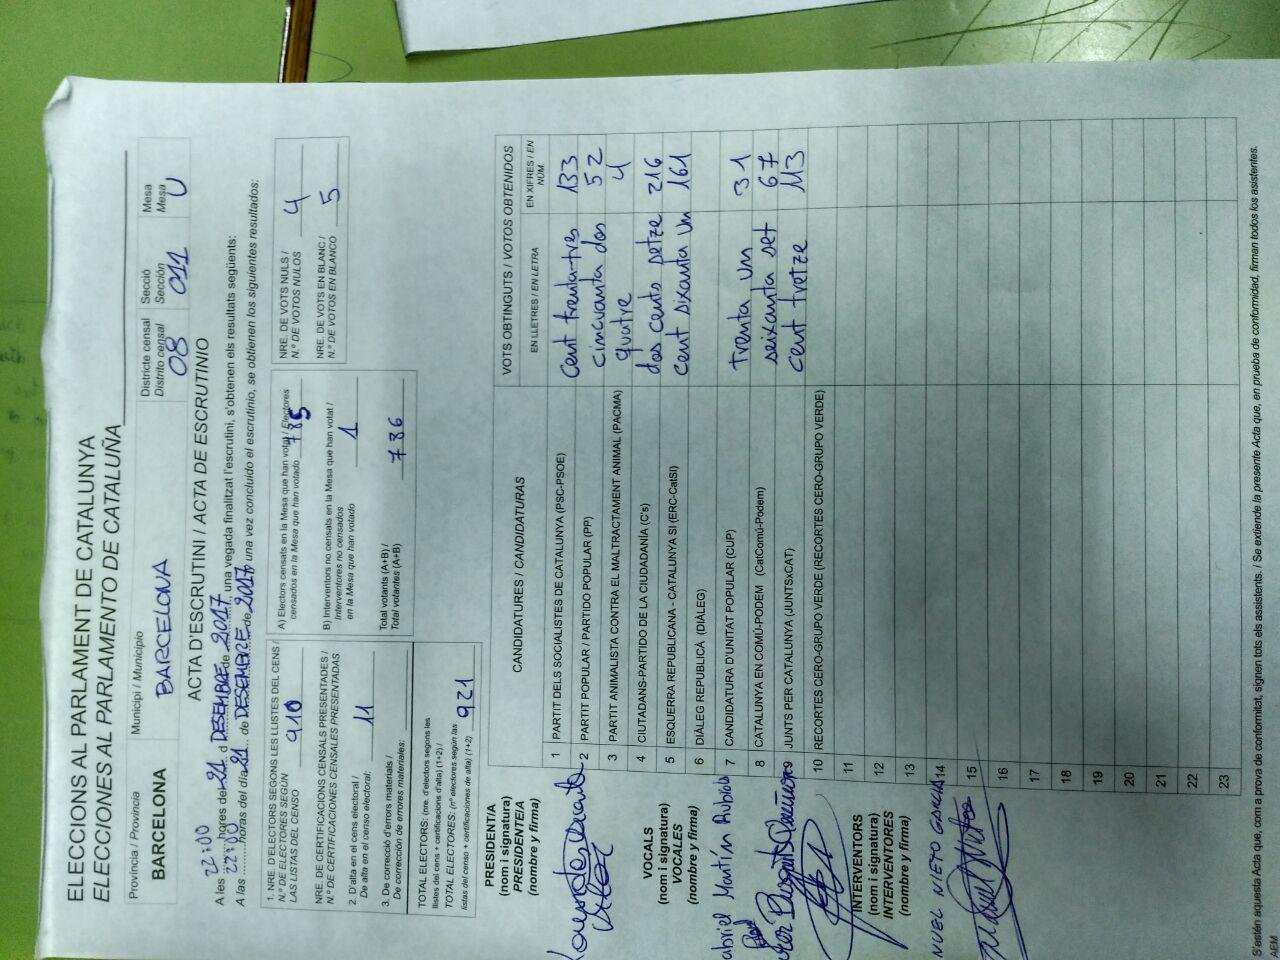 ELECCIONS AL PARLAMENT DE CATALUNYA
ELECCIONES AL PARLAMENTO DE CATALUÑA
Província / Provincia
BARCELONA
Municipi / Municipio
BARCELONA
Districte censal
Distrito censal
08
Secció
Sección
011
Mesa
Mesa
U
ACTA D'ESCRUTINI / ACTA DE ESCRUTINIO
A les 22:00 hores del 21 d DESEMBRE de 2017, una vegada finalitzat l'escrutini, s'obtenen els resultats següents:
A las 22:00 horas del día 21 de DESEMBRE de 2017 una vez concluido el escrutinio, se obtienen los siguientes resultados:
1. NRE. D'ELECTORS SEGONS LES LLISTES DEL CENS /
N.º DE ELECTORES SEGÚN
LAS LISTAS DEL CENSO 910
NRE. DE CERTIFICACIONS CENSALS PRESENTADES /
N.º DE CERTIFICACIONES CENSALES PRESENTADAS
2. D'alta en el cens electoral /
De alta en el censo electoral: 11
3. De correcció d'errors materials /
De corrección de errores materiales:
TOTAL ELECTORS: (nre. d'electors segons les
llistes del cens + certificacions d'alta) (1+2) /
TOTAL ELECTORES: (nº electores según las
listas del censo + certificaciones de alta) (1+2) 921
A) Electors censats en la Mesa que han votat / Electores
censados en la Mesa que han votado 785
B) Interventors no censats en la Mesa que han votat /
Interventores no censados
en la Mesa que han votado 1
Total votants (A+B) /
Total votantes (A+B) 786
NRE. DE VOTS NULS /
N.º DE VOTOS NULOS 4
NRE. DE VOTS EN BLANC /
N.º DE VOTOS EN BLANCO 5
CANDIDATURES / CANDIDATURAS
VOTS OBTINGUTS / VOTOS OBTENIDOS
EN LLETRES / EN LETRA
EN XIFRES / EN NÚM.
1 PARTIT DELS SOCIALISTES DE CATALUNYA (PSC-PSOE) cent trenta-tres 133
2 PARTIT POPULAR / PARTIDO POPULAR (PP) cincuanta dos 52
3 PARTIT ANIMALISTA CONTRA EL MALTRACTAMENT ANIMAL (PACMA) quatre 4
4 CIUTADANS-PARTIDO DE LA CIUDADANÍA (C's) dos cents setze 216
5 ESQUERRA REPUBLICANA - CATALUNYA SÍ (ERC-CatSí) cent sixanta un 161
6 DIÀLEG REPUBLICÀ (DIÀLEG)
7 CANDIDATURA D'UNITAT POPULAR (CUP) trenta un 31
8 CATALUNYA EN COMÚ-PODEM (CatComú-Podem) seixanta set 67
9 JUNTS PER CATALUNYA (JUNTSxCAT) cent tretze 113
10 RECORTES CERO-GRUPO VERDE (RECORTES CERO-GRUPO VERDE)
11
12
13
14
15
16
17
18
19
20
21
22
23
PRESIDENT/A
(nom i signatura)
PRESIDENTE/A
(nombre y firma)
VOCALS
(nom i signatura)
VOCALES
(nombre y firma)
abriel Martín Rubiols
INTERVENTORS
(nom i signatura)
INTERVENTORES
(nombre y firma)
NUEL NIETO GARCIA
S'estén aquesta Acta que, com a prova de conformitat, signen tots els assistents. / Se extiende la presente Acta que, en prueba de conformidad, firman todos los asistentes.
AEM